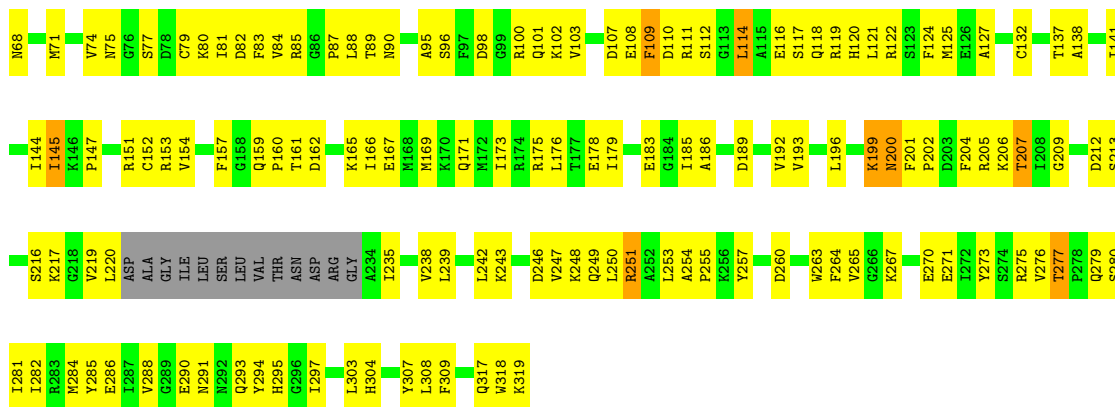 N68 M71 V74 N75 G76 S77 D78 C79 K80 I81 D82 F83 V84 R85 G86 P87 L88 T89 N90 A95 S96 F97 D98 G99 R100 Q101 K102 V103 D107 E108 F109 D110 R111 S112 G113 L114 A115 E116 S117 Q118 R119 H120 L121 R122 S123 F124 M125 E126 A127 C132 T137 A138
I144 I145 K146 P147 R151 C152 R153 V154 F157 G158 Q159 P160 T161 D162 K165 I166 E167 M168 M169 K170 Q171 M172 I173 R174 R175 L176 T177 E178 I179 E183 G184 I185 A186 D189 V192 V193 L196 K199 N200 F201 P202 D203 F204 R205 K206 T207 I208 G209 D212
S216 K217 G218 V219 L220 ASP ALA GLY ILE LEU SER LEU VAL THR ASN ASP ARG GLY A234 I235 V238 L239 L242 K243 D246 V247 K248 Q249 L250 R251 A252 L253 A254 P255 K256 Y257 D260 W263 F264 V265 G266 K267 E270 E271 I272 Y273 S274 R275 V276 T277 P278 Q279
I281 I282 R283 M284 Y285 E286 I287 V288 G289 E290 N291 N292 Q293 Y294 H295 G296 I297 L303 H304 Y307 L308 F309 Q317 W318 K319